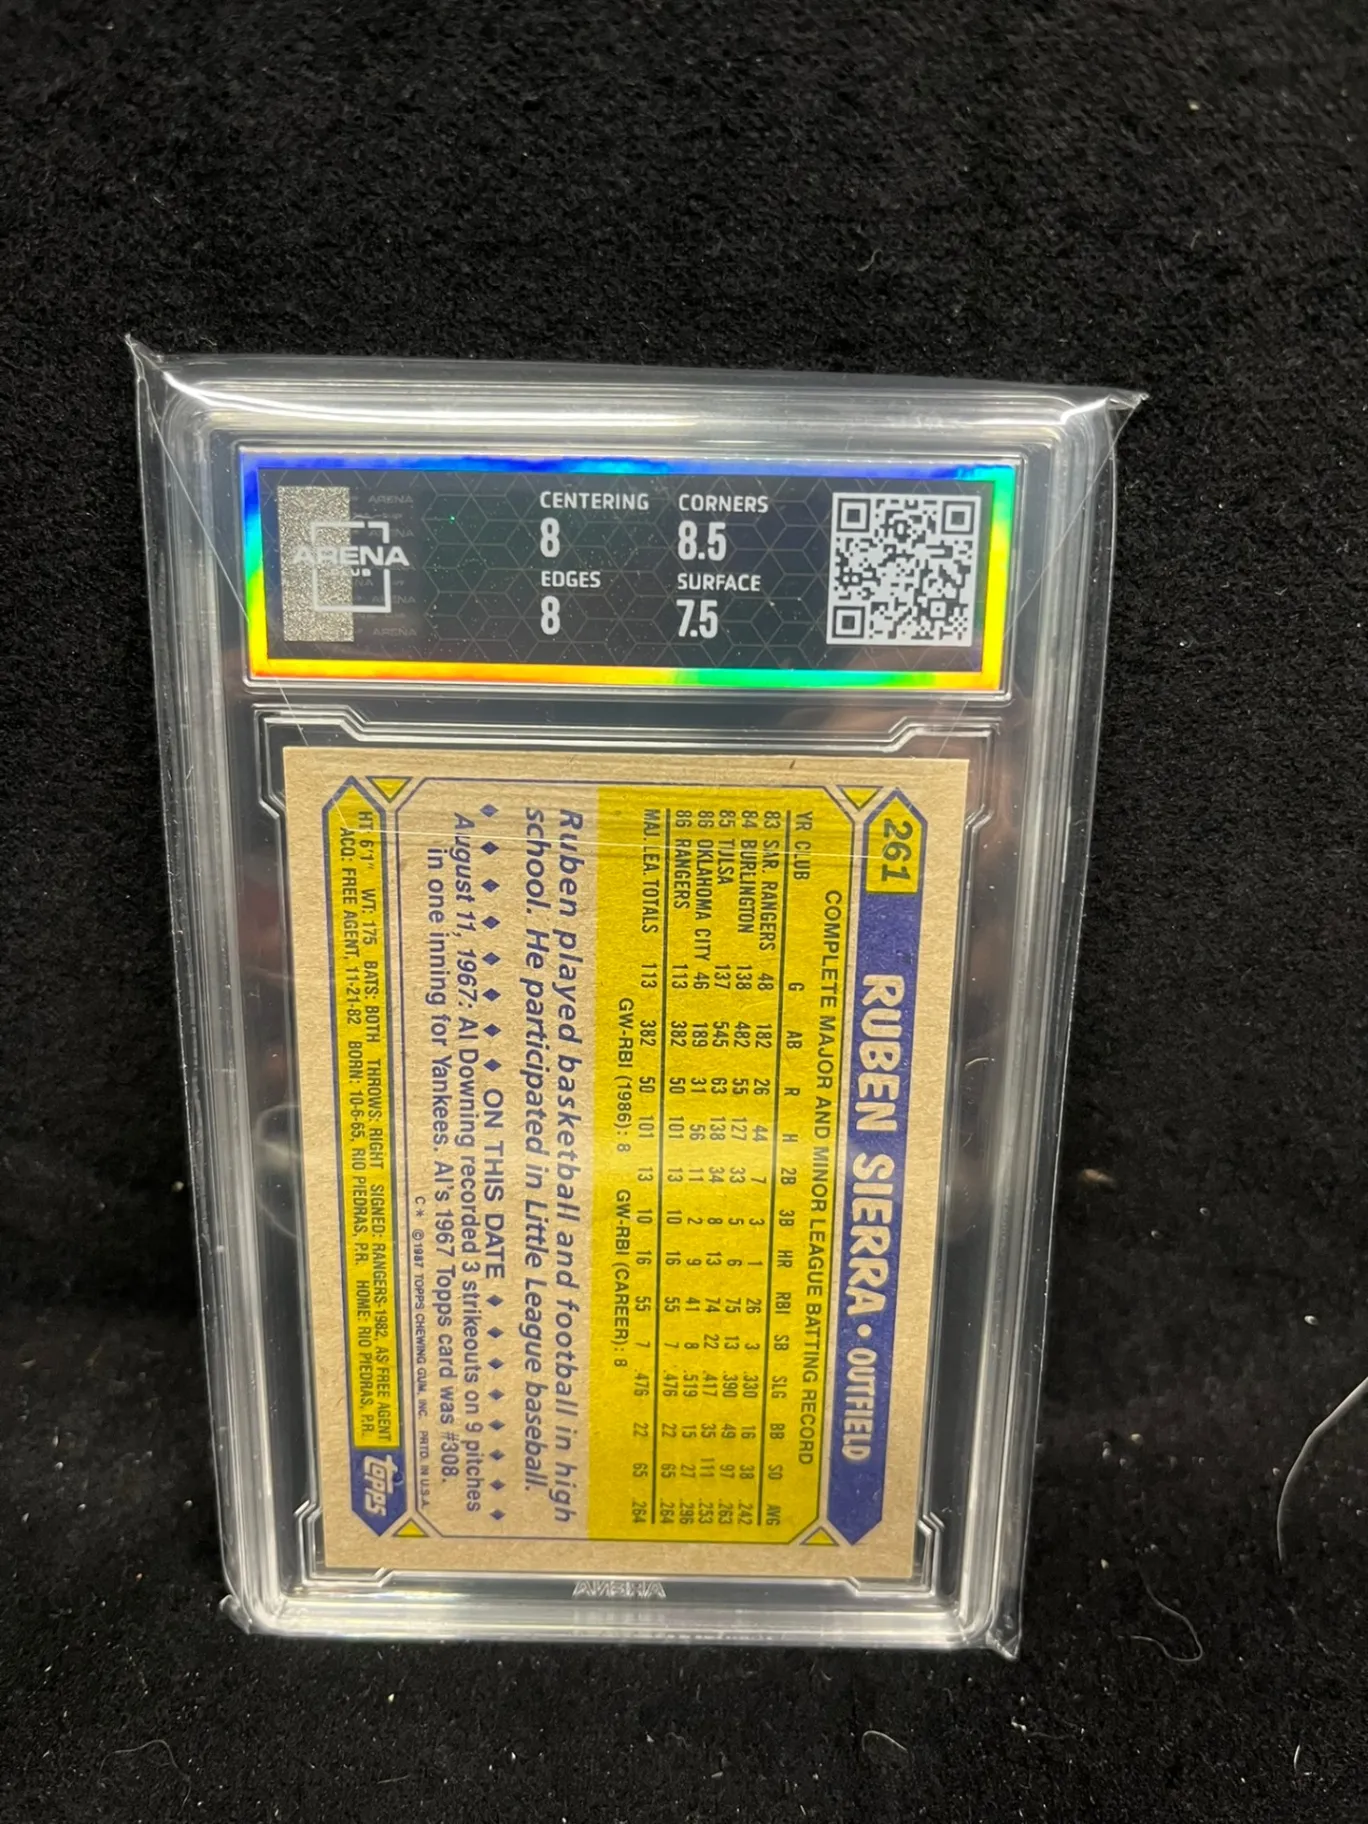 ARENA
CENTERING CORNERS
8 8.5
EDGES SURFACE
8 7.5
261 RUBEN SIERRA • OUTFIELD
COMPLETE MAJOR AND MINOR LEAGUE BATTING RECORD
YR CLUB G AB R H 2B 3B HR RBI SB SLG BB SO AVG
83 SAR. RANGERS 48 182 26 44 7 3 1 26 3 .330 16 38 .242
84 BURLINGTON 138 482 55 127 33 5 6 75 13 .390 49 97 .263
85 TULSA 137 545 63 138 34 8 13 74 22 .417 35 111 .253
86 OKLAHOMA CITY 46 189 31 56 11 2 9 41 8 .519 15 27 .296
86 RANGERS 113 382 50 101 13 10 16 55 7 .476 22 65 .264
MAJ. LEA. TOTALS 113 382 50 101 13 10 16 55 7 .476 22 65 .264
GW-RBI (1986): 8 GW-RBI (CAREER): 8
Ruben played basketball and football in high
school. He participated in Little League baseball.
ON THIS DATE
August 11, 1967: Al Downing recorded 3 strikeouts on 9 pitches
in one inning for Yankees. Al's 1967 Topps card was #308.
C* ©1987 TOPPS CHEWING GUM, INC. PRTD. IN U.S.A.
HT: 6'1" WT: 175 BATS: BOTH THROWS: RIGHT SIGNED: RANGERS-1982, AS FREE AGENT
ACQ: FREE AGENT, 11-21-82 BORN: 10-6-65, RIO PIEDRAS, P.R. HOME: RIO PIEDRAS, P.R.
topps
ARENA